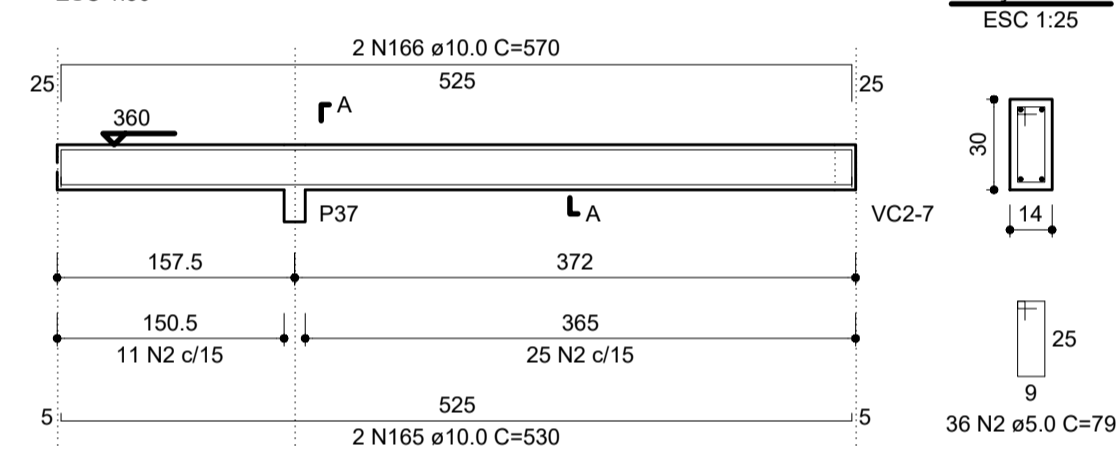 ESC 1:25
2 N166 ø10.0 C=570
25 525 25
A
360
30
P37
A
VC2-7
14
157.5 372
150.5 365
11 N2 c/15 25 N2 c/15
25
9
36 N2 ø5.0 C=79
5 525 5
2 N165 ø10.0 C=530